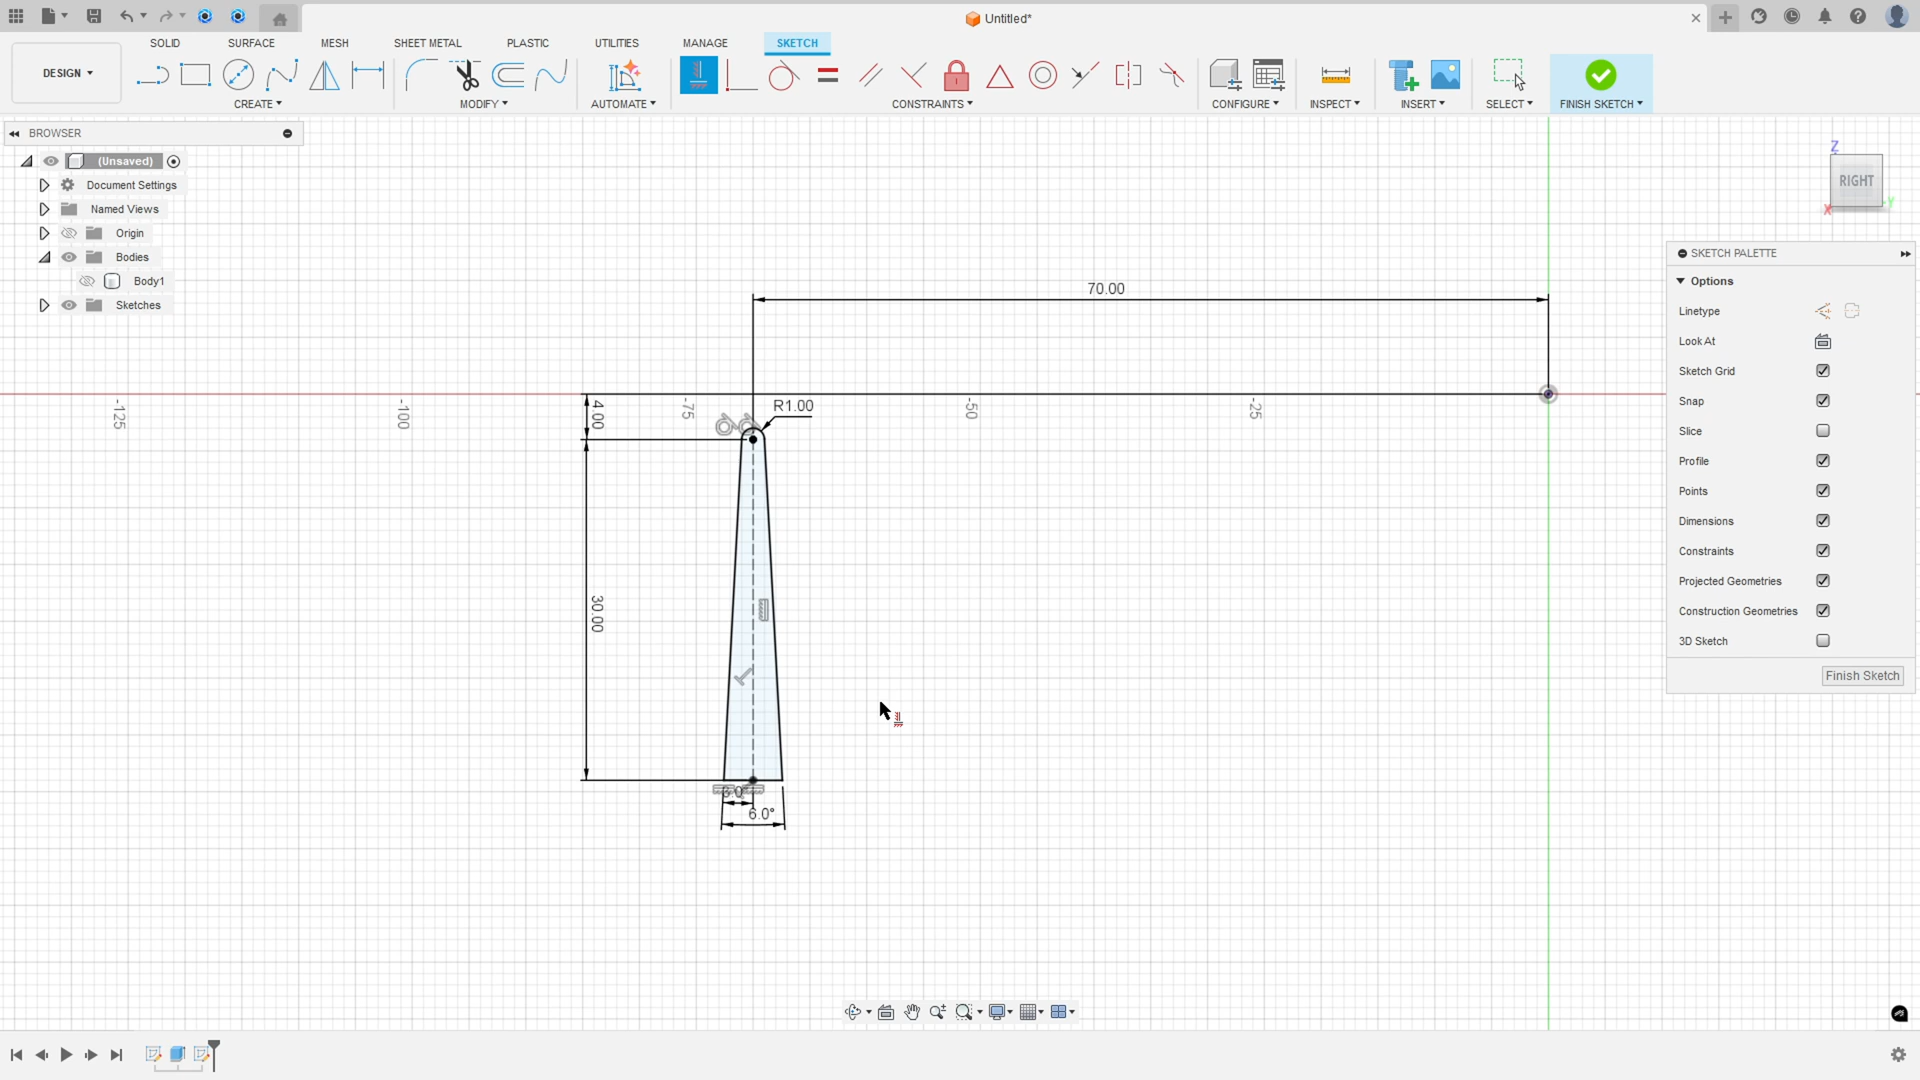 Untitled*
SOLID SURFACE MESH SHEET METAL PLASTIC UTILITIES MANAGE SKETCH
DESIGN
CREATE MODIFY AUTOMATE CONSTRAINTS CONFIGURE INSPECT INSERT SELECT FINISH SKETCH
BROWSER
(Unsaved)
Document Settings
Named Views
Origin
Bodies
Body1
Sketches
Z
RIGHT
X
Y
SKETCH PALETTE
Options
Linetype
Look At
Sketch Grid
Snap
Slice
Profile
Points
Dimensions
Constraints
Projected Geometries
Construction Geometries
3D Sketch
Finish Sketch
70.00
R1.00
4.00
-125
-100
-75
-50
-25
30.00
6.0°